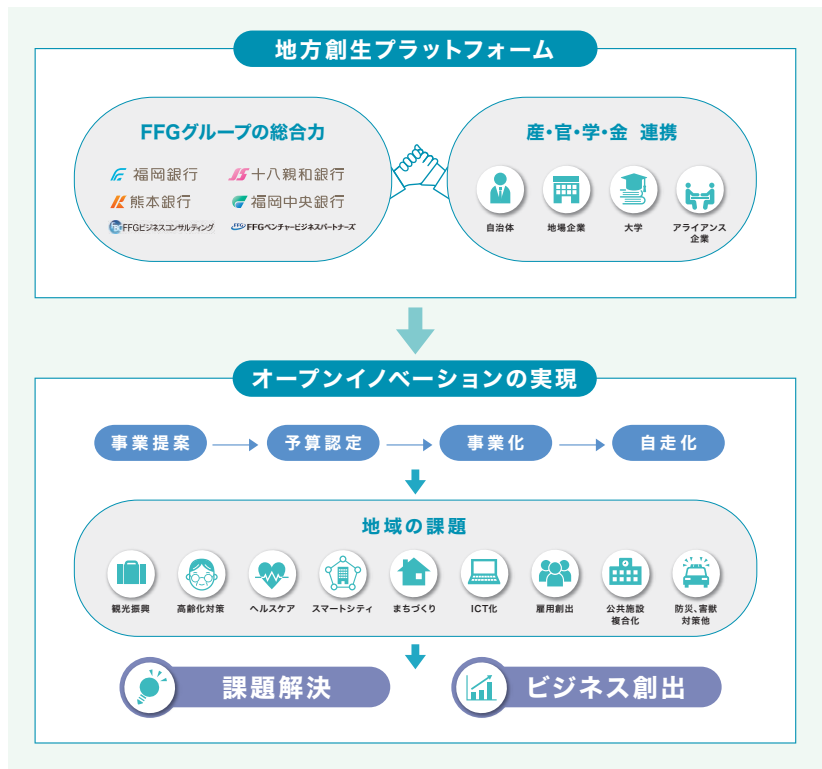 地方創生プラットフォーム
FFGグループの総合力
福岡銀行
十八親和銀行
熊本銀行
福岡中央銀行
FFGビジネスコンサルティング
FFGベンチャービジネスパートナーズ
産・官・学・金 連携
自治体
地場企業
大学
アライアンス
企業
オープンイノベーションの実現
事業提案
予算認定
事業化
自走化
地域の課題
観光振興
高齢化対策
ヘルスケア
スマートシティ
まちづくり
ICT化
雇用創出
公共施設
複合化
防災、害獣
対策他
課題解決
ビジネス創出